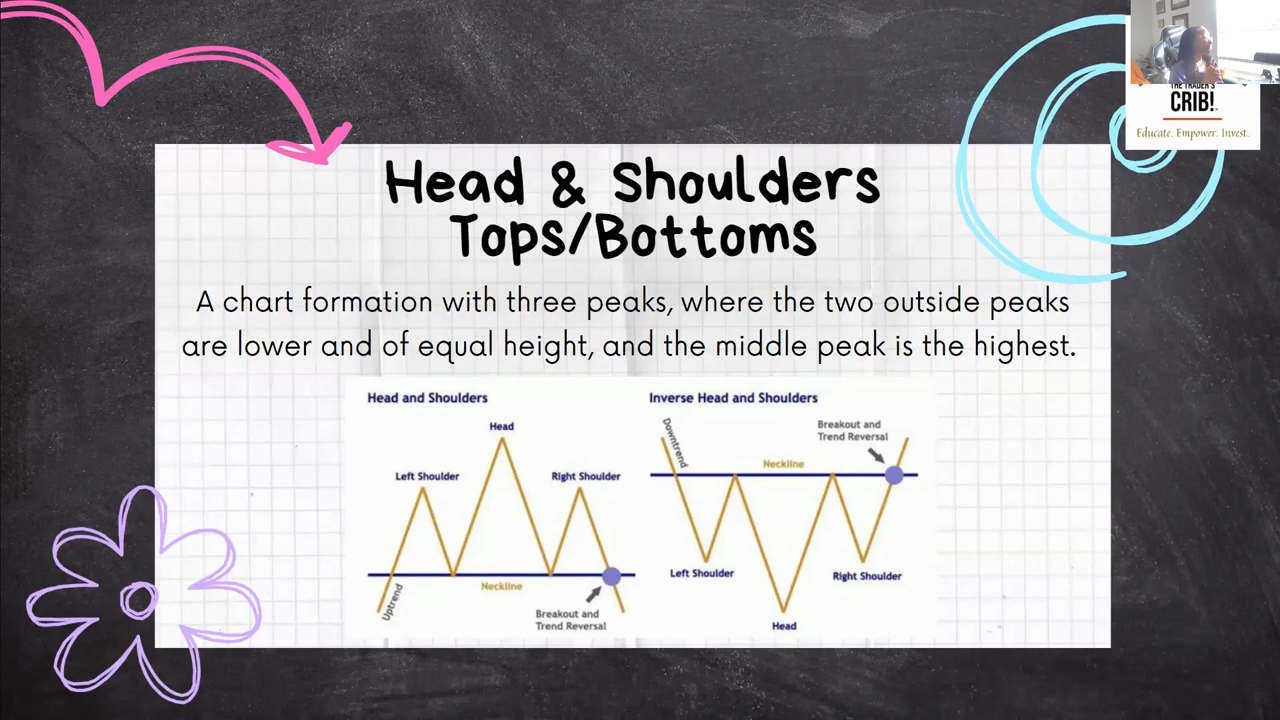 THE TRADER'S
CRIB!
Educate. Empower. Invest.
Head & Shoulders
Tops/Bottoms
A chart formation with three peaks, where the two outside peaks
are lower and of equal height, and the middle peak is the highest.
Head and Shoulders
Head
Left Shoulder
Right Shoulder
Neckline
Uptrend
Breakout and
Trend Reversal
Inverse Head and Shoulders
Downtrend
Breakout and
Trend Reversal
Neckline
Left Shoulder
Right Shoulder
Head